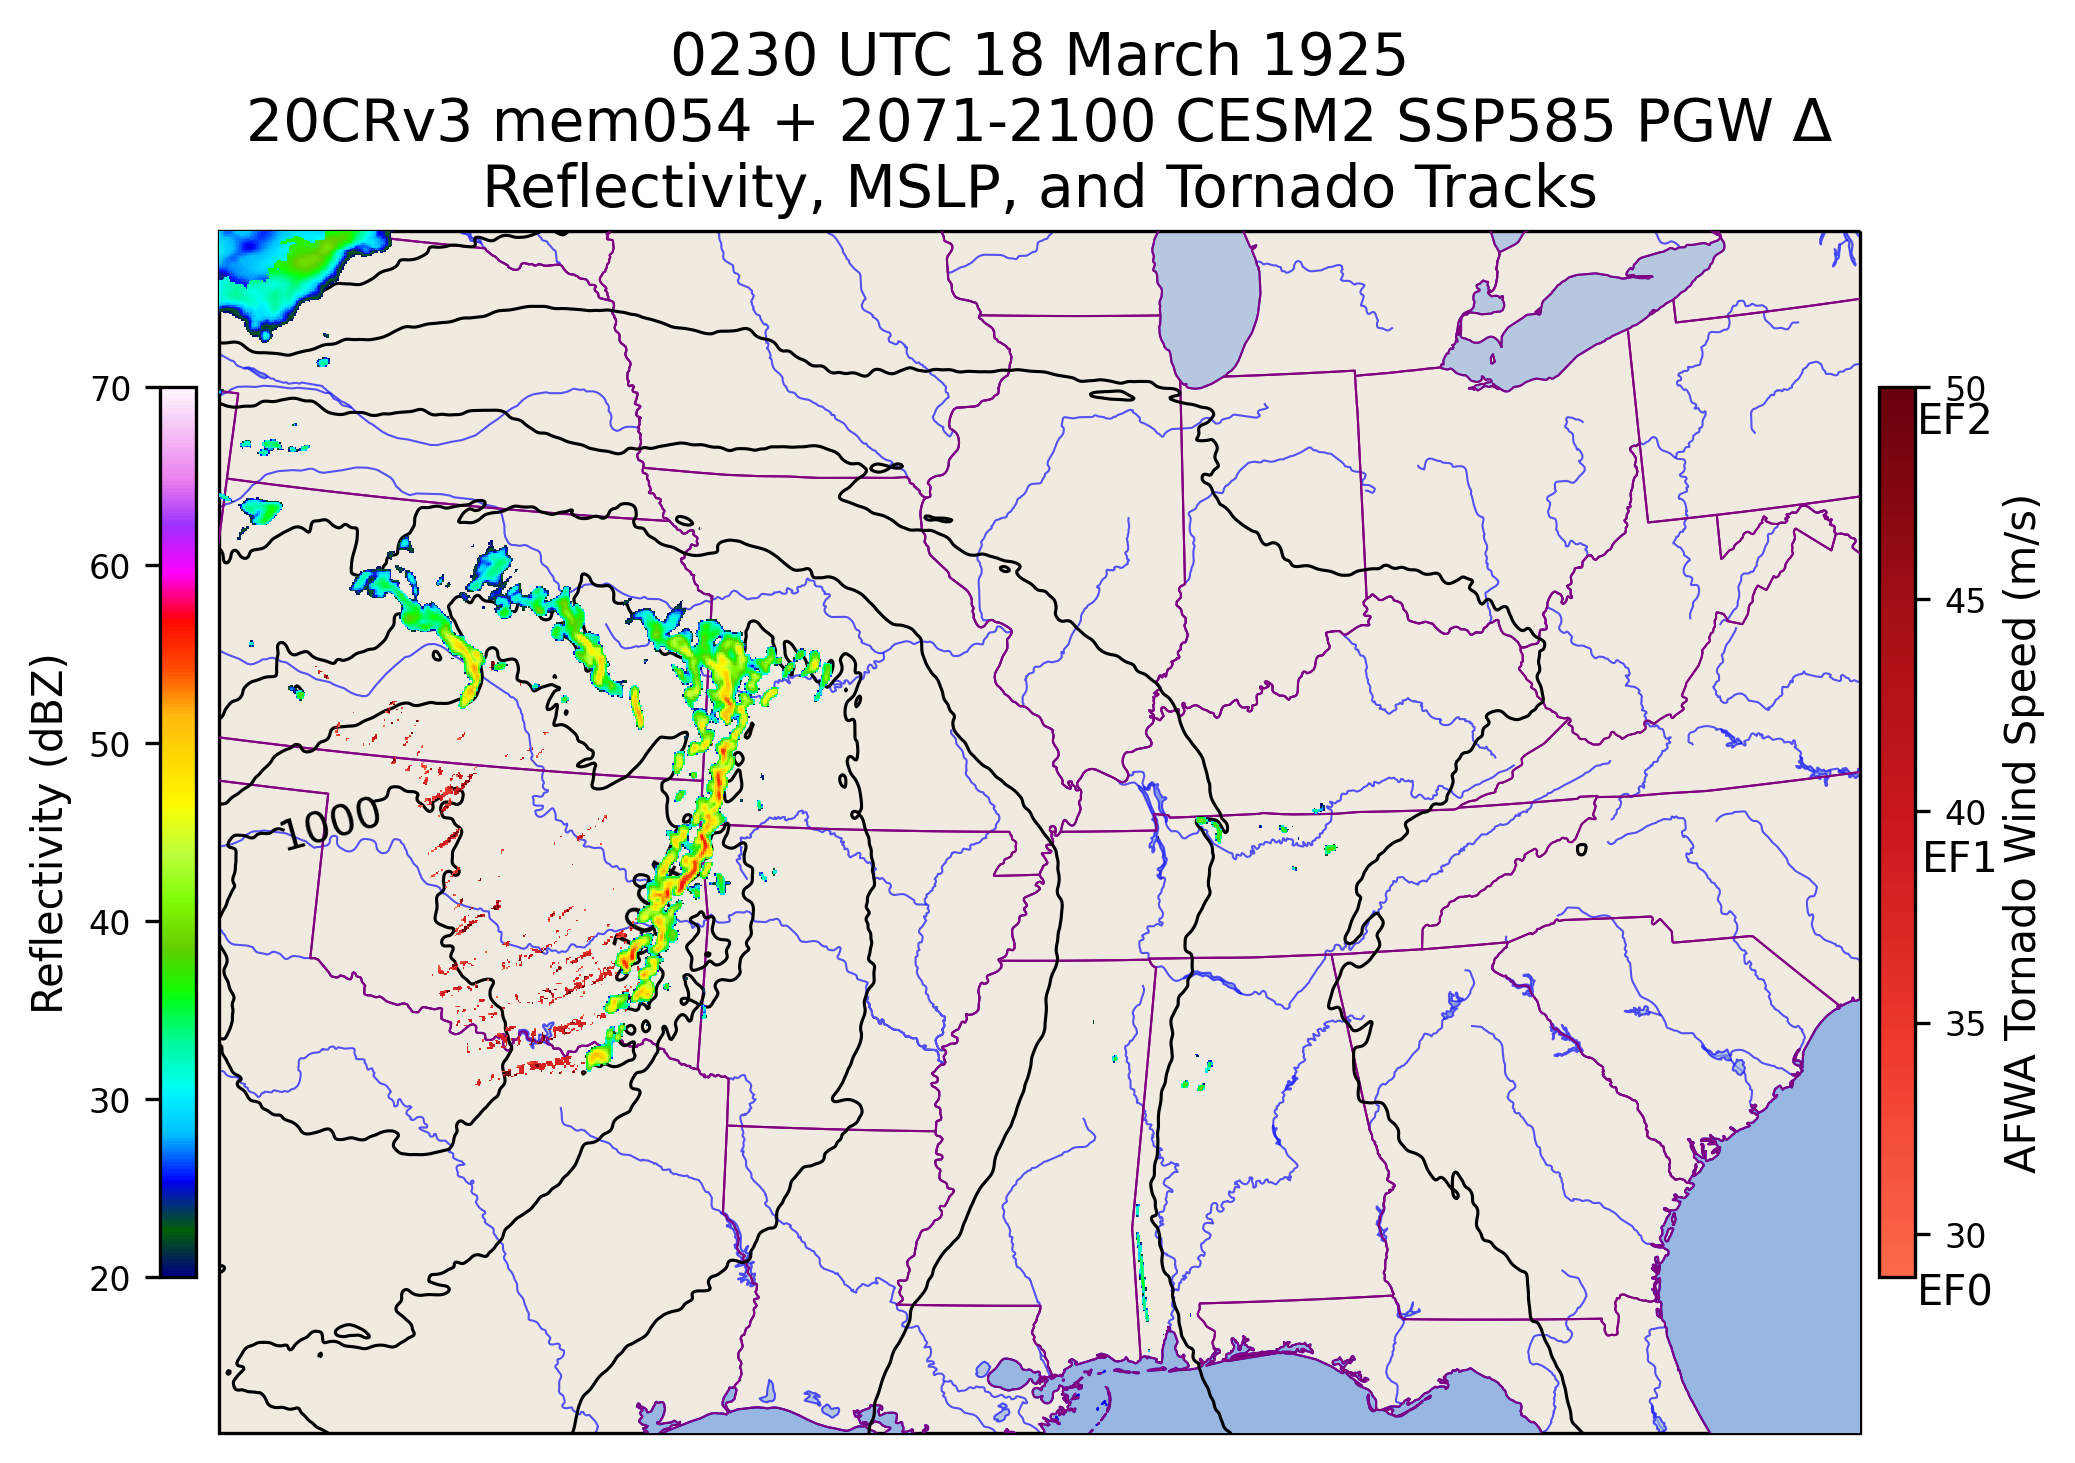 0230 UTC 18 March 1925
20CRv3 mem054 + 2071-2100 CESM2 SSP585 PGW Δ
Reflectivity, MSLP, and Tornado Tracks
70
60
50
40
30
20
Reflectivity (dBZ)
1000
50
EF2
45
40
EF1
35
30
EF0
AFWA Tornado Wind Speed (m/s)